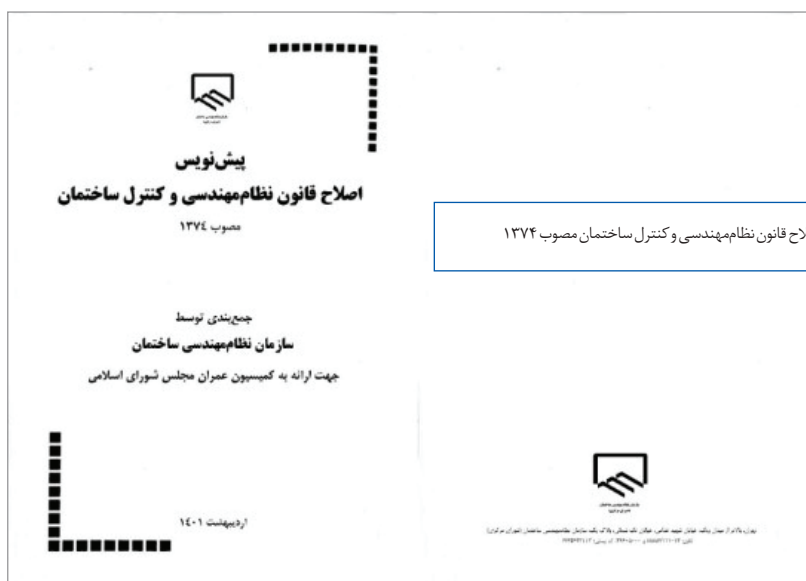 پیش‌نویس
اصلاح قانون نظام‌مهندسی و کنترل ساختمان
مصوب ۱۳۷٤
جمع‌بندی توسط
سازمان نظام‌مهندسی ساختمان
جهت ارائه به کمیسیون عمران مجلس شورای اسلامی
اردیبهشت ۱٤۰۱
لاح قانون نظام‌مهندسی و کنترل ساختمان مصوب ۱۳۷۴